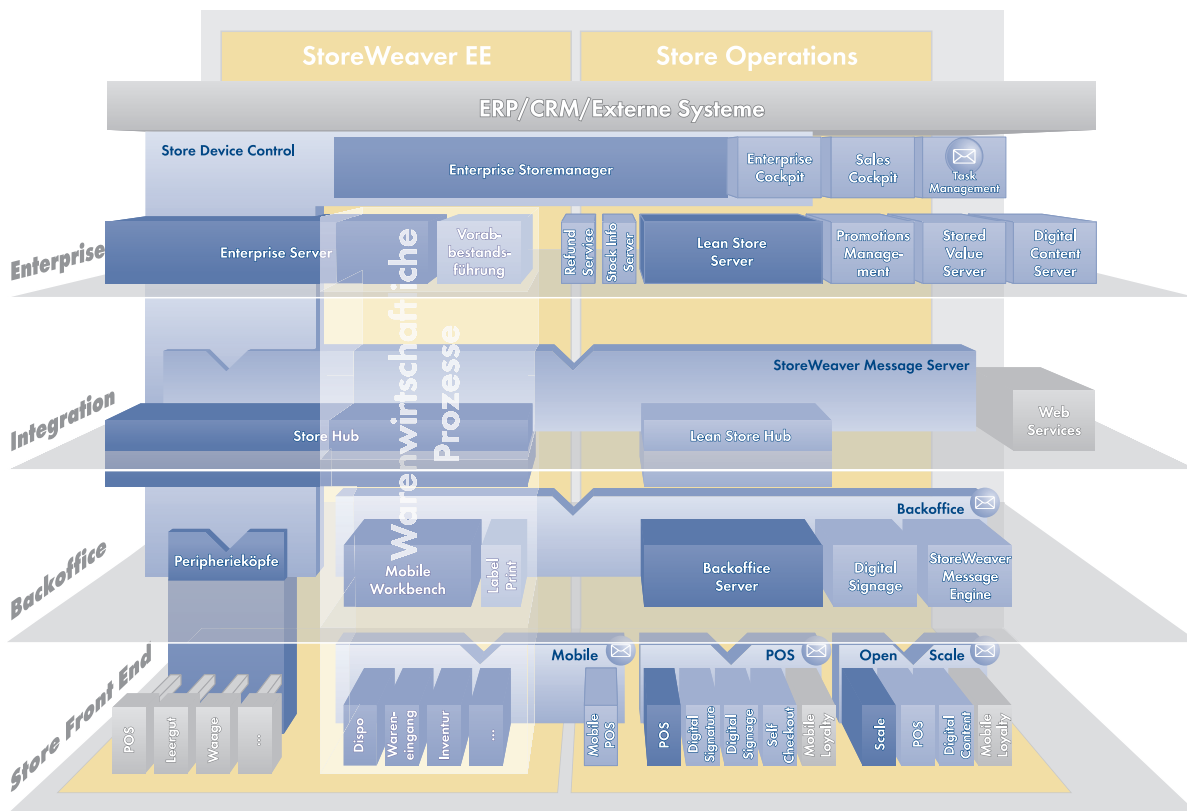 StoreWeaver EE
Store Operations
ERP/CRM/Externe Systeme
Store Device Control
Enterprise Storemanager
Enterprise
Cockpit
Sales
Cockpit
Task
Management
Enterprise
Enterprise Server
Vorab-
bestands-
führung
Refund
Service
Stock Info
Server
Lean Store
Server
Promotions
Manage-
ment
Stored
Value
Server
Digital
Content
Server
Warenwirtschaftliche
Prozesse
Integration
StoreWeaver Message Server
Store Hub
Lean Store Hub
Web
Services
Backoffice
Backoffice
Peripherieköpfe
Mobile
Workbench
Label
Print
Backoffice
Server
Digital
Signage
StoreWeaver
Message
Engine
Store Front End
Mobile
POS
Open Scale
POS
Leergut
Waage
...
Dispo
Waren-
eingang
Inventur
...
Mobile
POS
POS
Digital
Signature
Digital
Signage
Self
Checkout
Mobile
Loyalty
Scale
POS
Digital
Content
Mobile
Loyalty